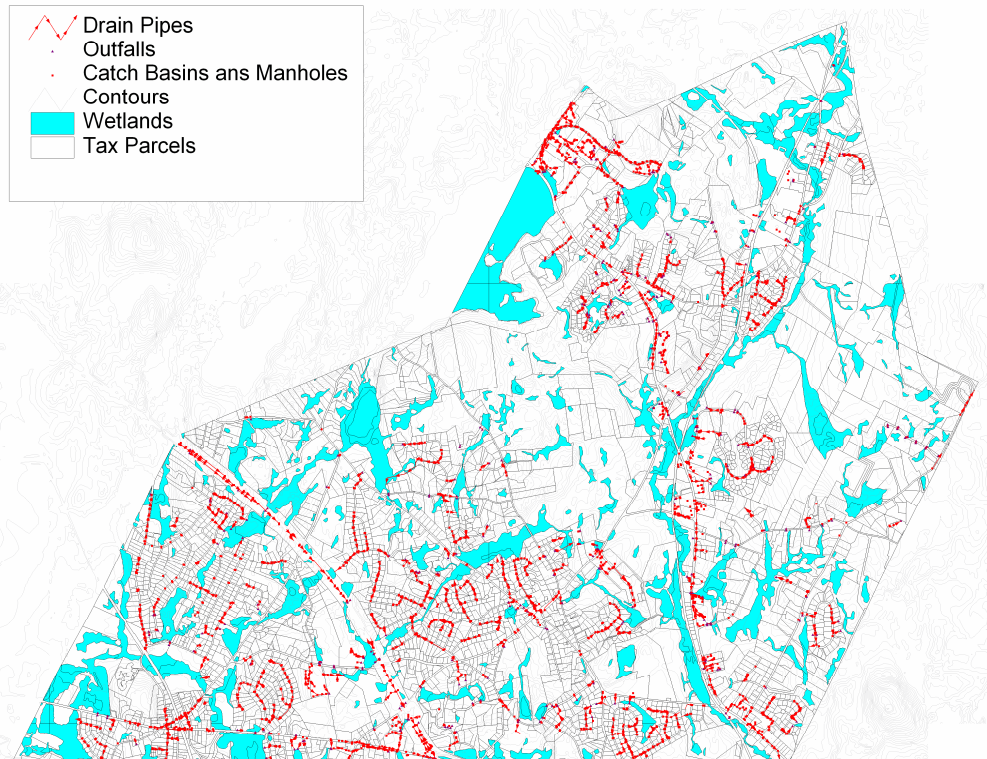 Drain Pipes
Outfalls
Catch Basins ans Manholes
Contours
Wetlands
Tax Parcels